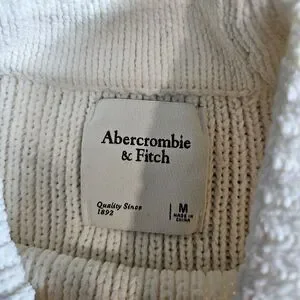 Abercrombie
& Fitch
Quality Since
1892
M
MADE IN
CHINA